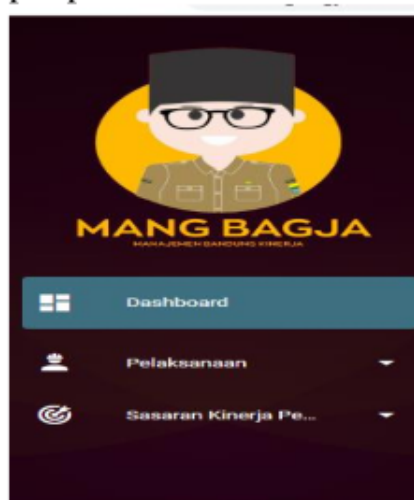 MANG BAGJA
MANAJEMEN BANDUNG KINERJA
Dashboard
Pelaksanaan
Sasaran Kinerja Pe...